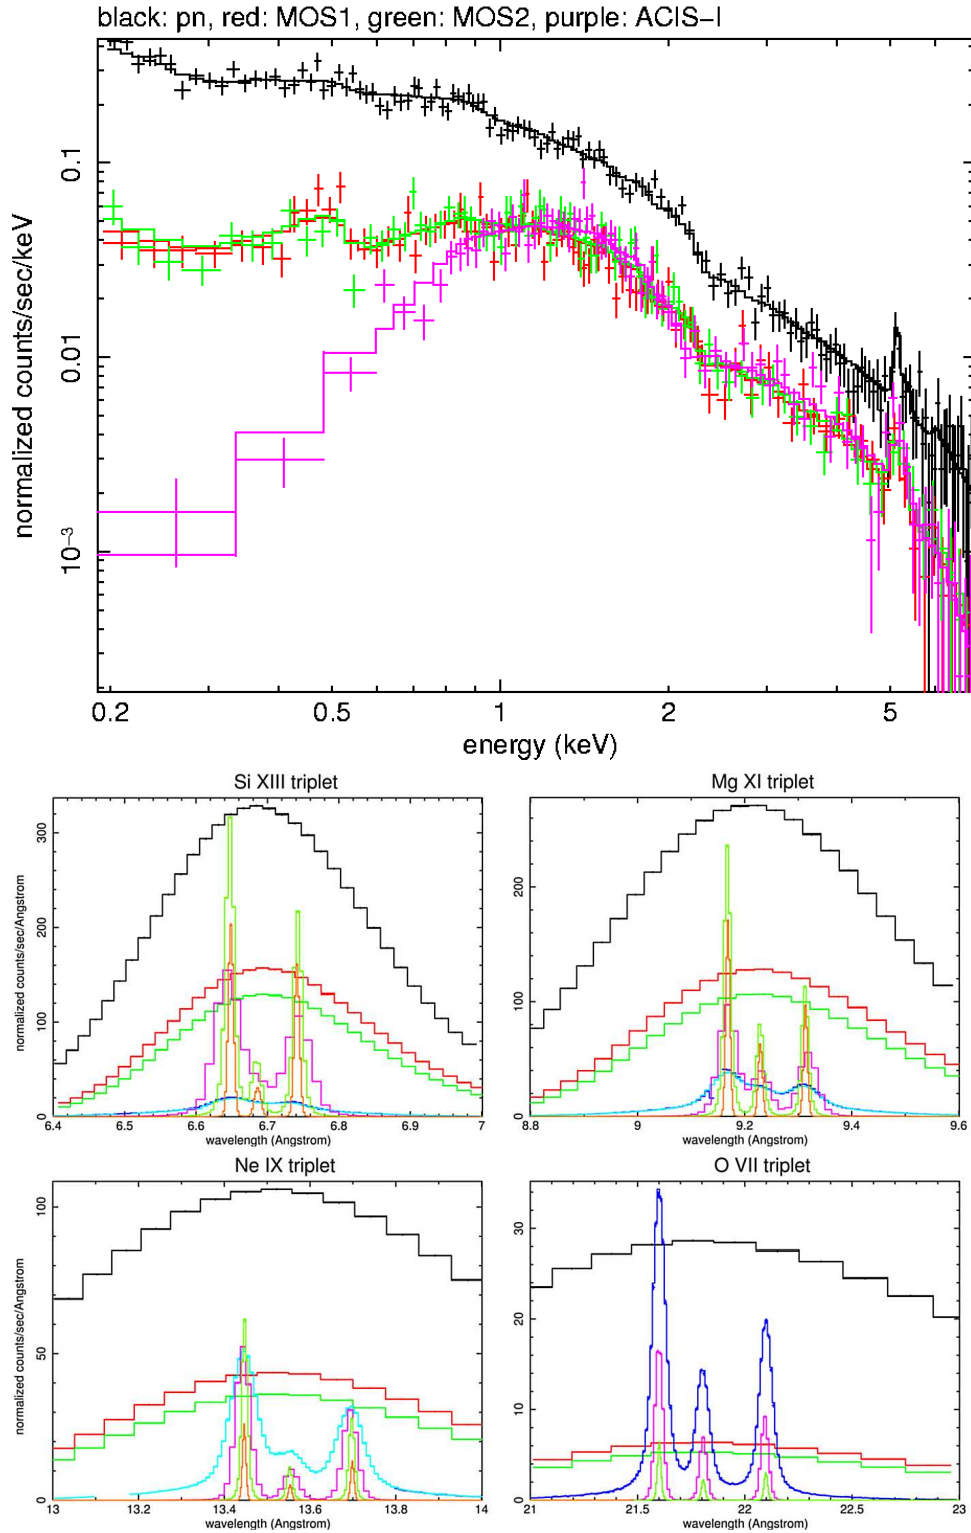 black: pn, red: MOS1, green: MOS2, purple: ACIS-I
normalized counts/sec/keV
0.1
0.01
10⁻³
0.2 0.5 1 2 5
energy (keV)
Si XIII triplet
normalized counts/sec/Angstrom
300
200
100
0
6.4 6.5 6.6 6.7 6.8 6.9 7
wavelength (Angstrom)
Mg XI triplet
200
100
0
8.8 9 9.2 9.4 9.6
wavelength (Angstrom)
Ne IX triplet
normalized counts/sec/Angstrom
100
50
0
13 13.2 13.4 13.6 13.8 14
wavelength (Angstrom)
O VII triplet
30
20
10
0
21 21.5 22 22.5 23
wavelength (Angstrom)